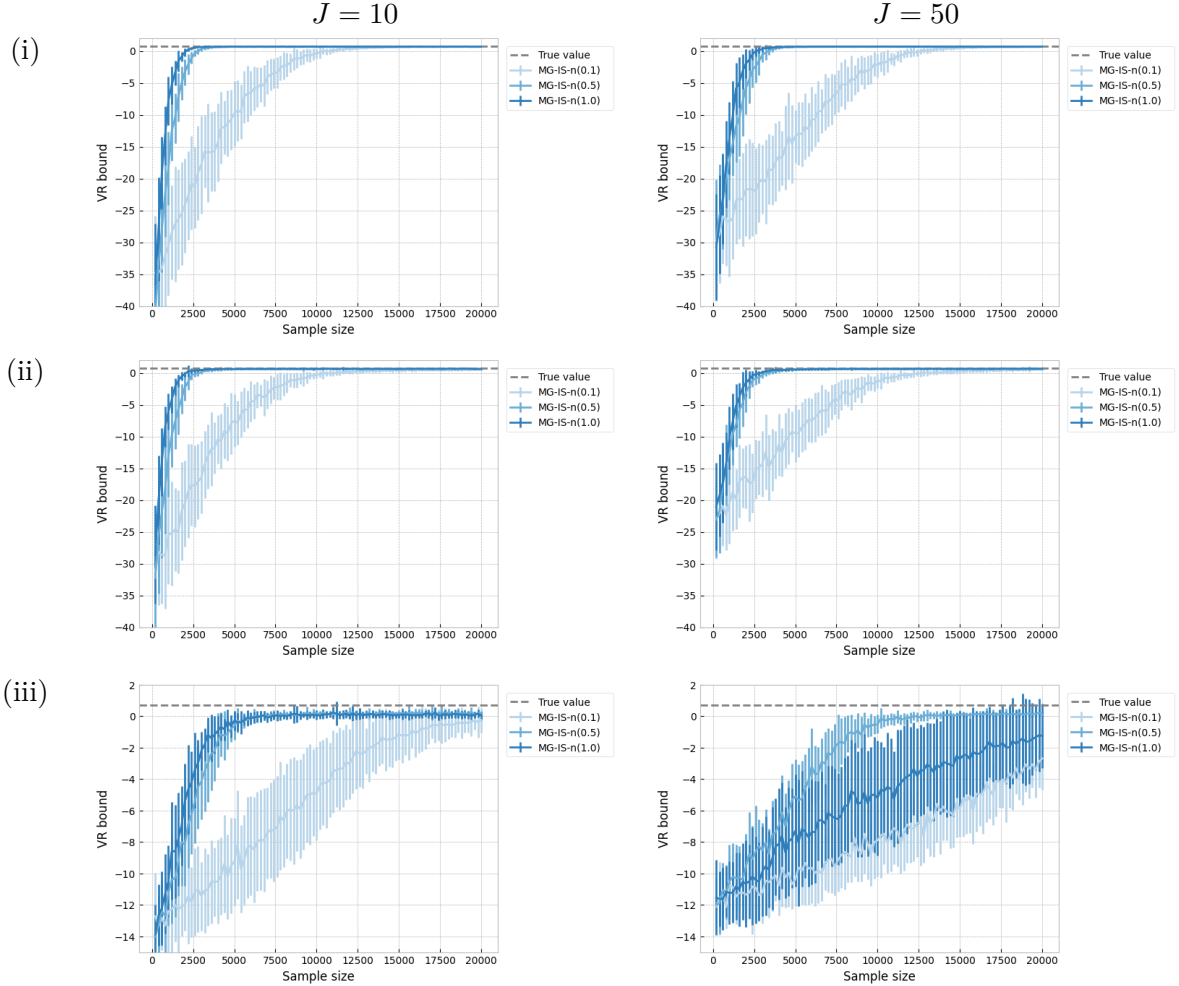 J = 10
J = 50
(i)
0
−5
−10
−15
−20
−25
−30
−35
−40
VR bound
0 2500 5000 7500 10000 12500 15000 17500 20000
Sample size
True value
MG-IS-n(0.1)
MG-IS-n(0.5)
MG-IS-n(1.0)
0
−5
−10
−15
−20
−25
−30
−35
−40
VR bound
0 2500 5000 7500 10000 12500 15000 17500 20000
Sample size
True value
MG-IS-n(0.1)
MG-IS-n(0.5)
MG-IS-n(1.0)
(ii)
0
−5
−10
−15
−20
−25
−30
−35
−40
VR bound
0 2500 5000 7500 10000 12500 15000 17500 20000
Sample size
True value
MG-IS-n(0.1)
MG-IS-n(0.5)
MG-IS-n(1.0)
0
−5
−10
−15
−20
−25
−30
−35
−40
VR bound
0 2500 5000 7500 10000 12500 15000 17500 20000
Sample size
True value
MG-IS-n(0.1)
MG-IS-n(0.5)
MG-IS-n(1.0)
(iii)
2
0
−2
−4
−6
−8
−10
−12
−14
VR bound
0 2500 5000 7500 10000 12500 15000 17500 20000
Sample size
True value
MG-IS-n(0.1)
MG-IS-n(0.5)
MG-IS-n(1.0)
2
0
−2
−4
−6
−8
−10
−12
−14
VR bound
0 2500 5000 7500 10000 12500 15000 17500 20000
Sample size
True value
MG-IS-n(0.1)
MG-IS-n(0.5)
MG-IS-n(1.0)